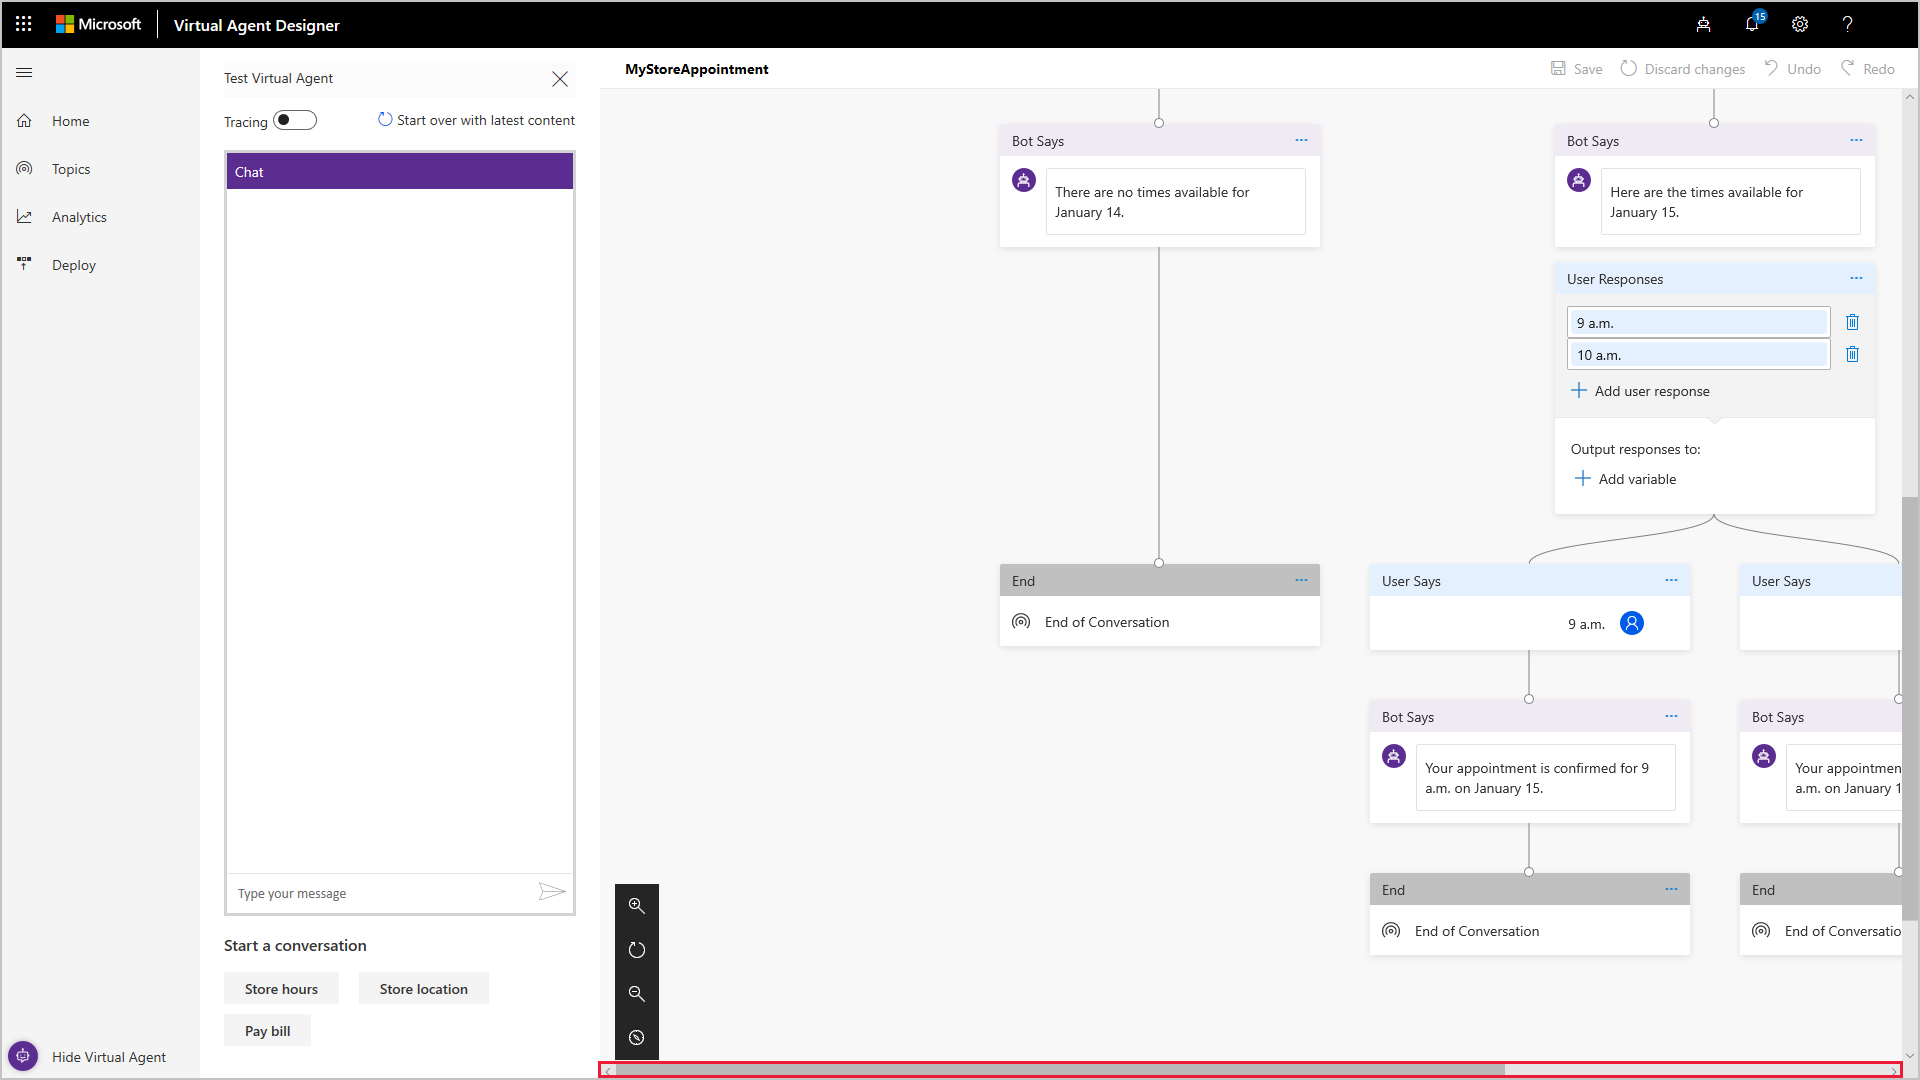 Microsoft
Virtual Agent Designer
15
?
Home
Topics
Analytics
Deploy
Hide Virtual Agent
Test Virtual Agent
Tracing
Start over with latest content
Chat
Type your message
Start a conversation
Store hours
Store location
Pay bill
MyStoreAppointment
Save
Discard changes
Undo
Redo
Bot Says
There are no times available for
January 14.
End
End of Conversation
Bot Says
Here are the times available for
January 15.
User Responses
9 a.m.
10 a.m.
Add user response
Output responses to:
Add variable
User Says
9 a.m.
Bot Says
Your appointment is confirmed for 9
a.m. on January 15.
End
End of Conversation
User Says
Bot Says
Your appointmen
a.m. on January 1
End
End of Conversatio